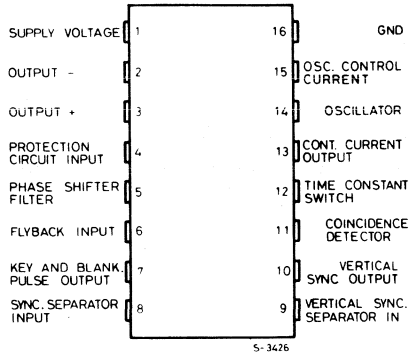 SUPPLY VOLTAGE 1
OUTPUT - 2
OUTPUT + 3
PROTECTION
CIRCUIT INPUT 4
PHASE SHIFTER
FILTER 5
FLYBACK INPUT 6
KEY AND BLANK.
PULSE OUTPUT 7
SYNC. SEPARATOR
INPUT 8
16 GND
15 OSC. CONTROL
CURRENT
14 OSCILLATOR
13 CONT. CURRENT
OUTPUT
12 TIME CONSTANT
SWITCH
11 COINCIDENCE
DETECTOR
10 VERTICAL
SYNC OUTPUT
9 VERTICAL SYNC.
SEPARATOR IN
S-3426